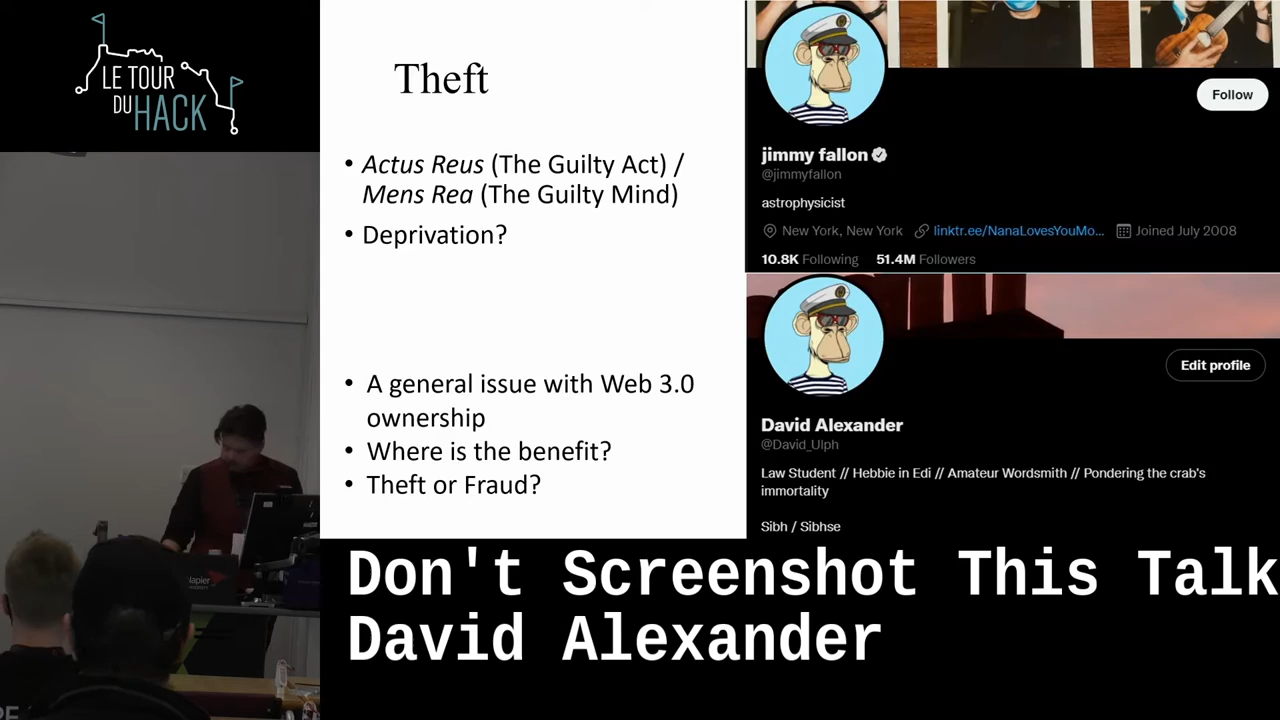 LE TOUR
DU HACK
Theft
• Actus Reus (The Guilty Act) /
Mens Rea (The Guilty Mind)
• Deprivation?
• A general issue with Web 3.0
ownership
• Where is the benefit?
• Theft or Fraud?
Follow
jimmy fallon
@jimmyfallon
astrophysicist
New York, New York linktr.ee/NanaLovesYouMo... Joined July 2008
10.8K Following 51.4M Followers
Edit profile
David Alexander
@David_Ulph
Law Student // Hebbie in Edi // Amateur Wordsmith // Pondering the crab's
immortality
Sibh / Sibhse
Don't Screenshot This Talk
David Alexander